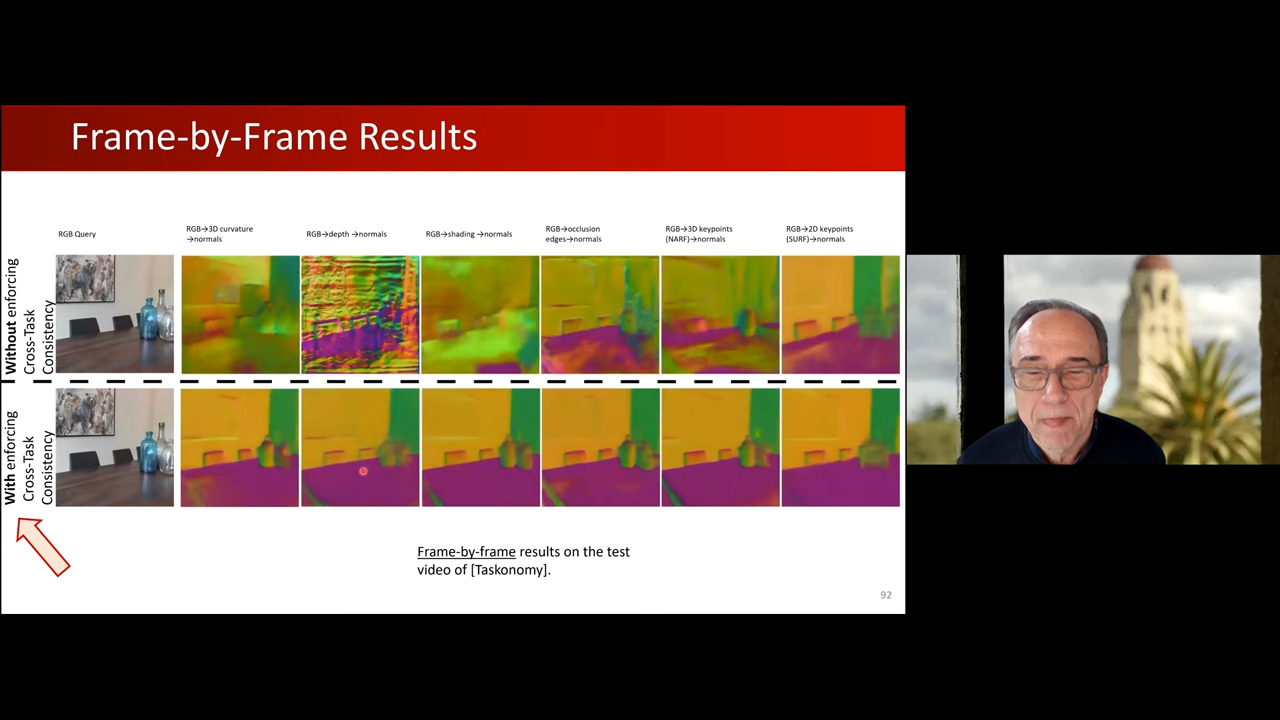 Frame-by-Frame Results
RGB Query
RGB→3D curvature
→normals
RGB→depth →normals
RGB→shading →normals
RGB→occlusion
edges→normals
RGB→3D keypoints
(NARF)→normals
RGB→2D keypoints
(SURF)→normals
Without enforcing
Cross-Task
Consistency
With enforcing
Cross-Task
Consistency
Frame-by-frame results on the test
video of [Taskonomy].
92